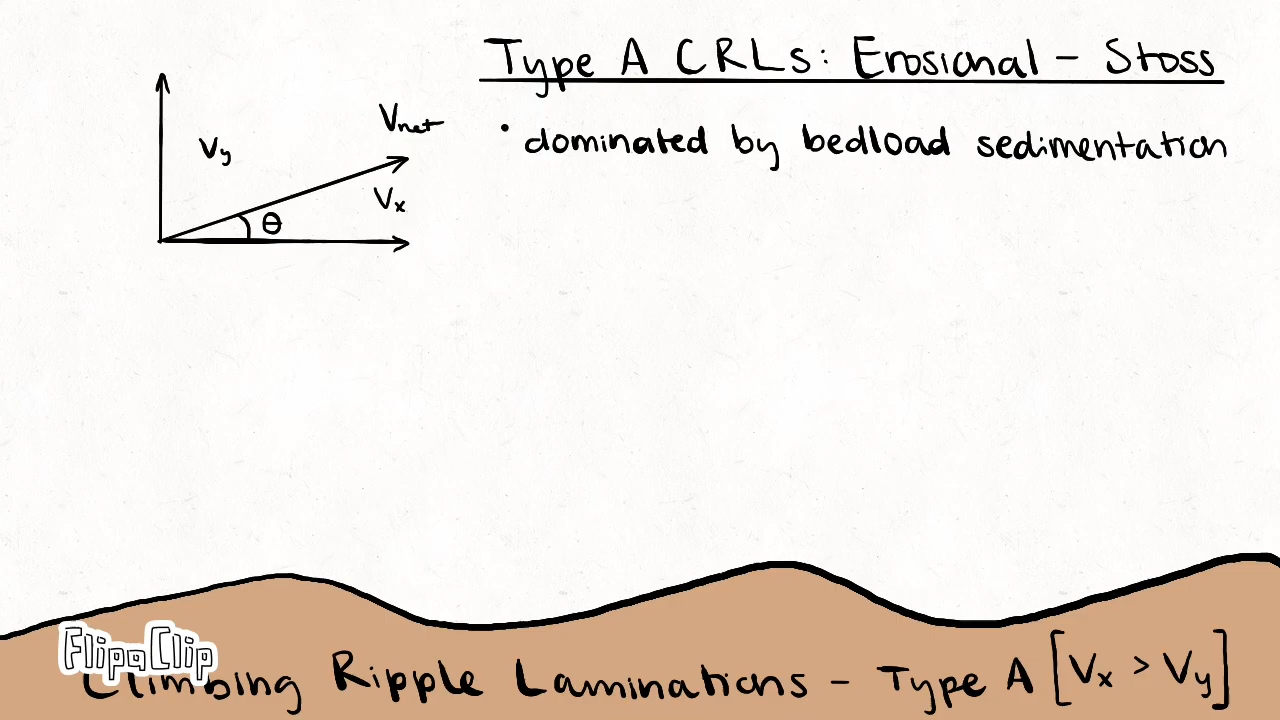 Type A CRLs: Erosional - Stoss
• dominated by bedload sedimentation
Vy
Vnet
Vx
θ
FlipaClip
Climbing Ripple Laminations - Type A [Vx > Vy]